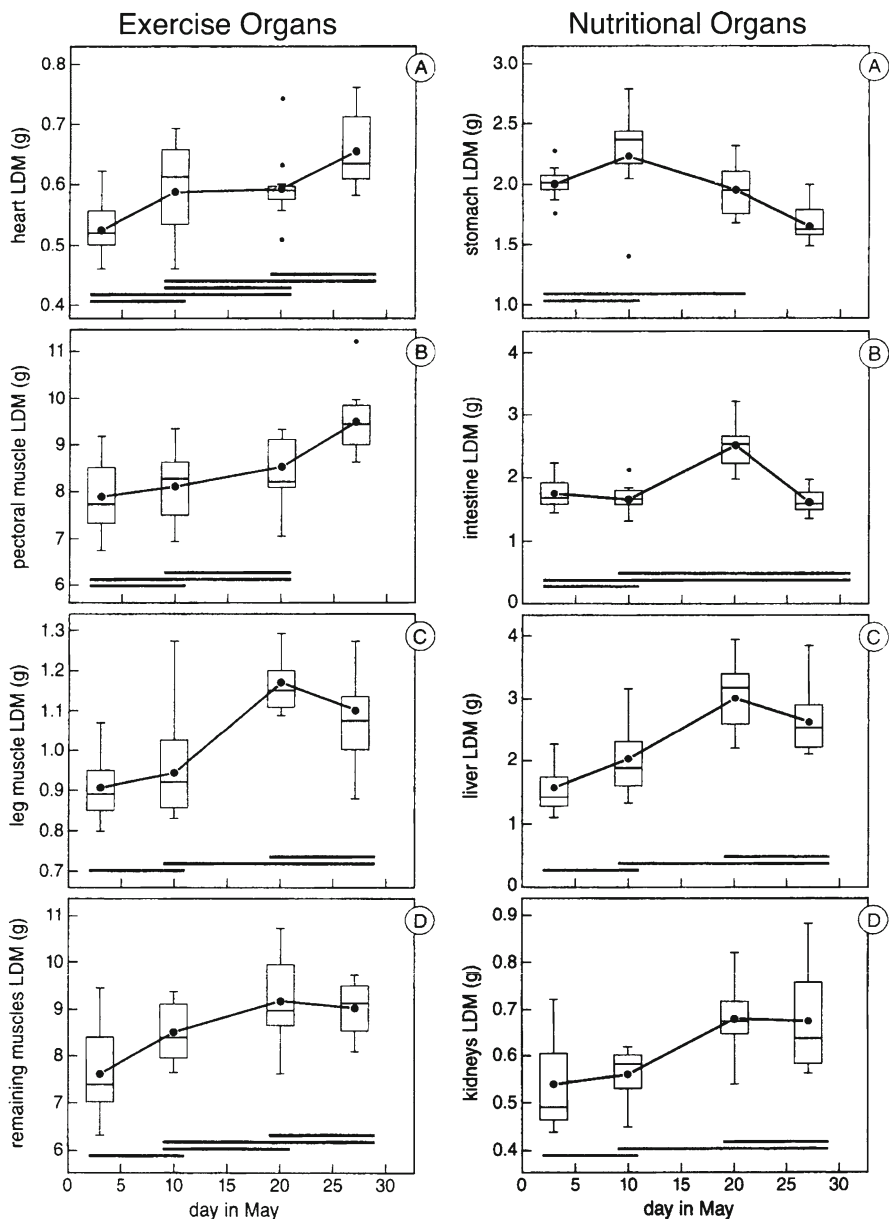 Exercise Organs
A
heart LDM (g)
0.8
0.7
0.6
0.5
0.4
B
pectoral muscle LDM (g)
11
10
9
8
7
6
C
leg muscle LDM (g)
1.3
1.2
1.1
1.0
0.9
0.8
0.7
D
remaining muscles LDM (g)
11
10
9
8
7
6
0 5 10 15 20 25 30
day in May
Nutritional Organs
A
stomach LDM (g)
3.0
2.5
2.0
1.5
1.0
B
intestine LDM (g)
4
3
2
1
0
C
liver LDM (g)
4
3
2
1
0
D
kidneys LDM (g)
0.9
0.8
0.7
0.6
0.5
0.4
0 5 10 15 20 25 30
day in May